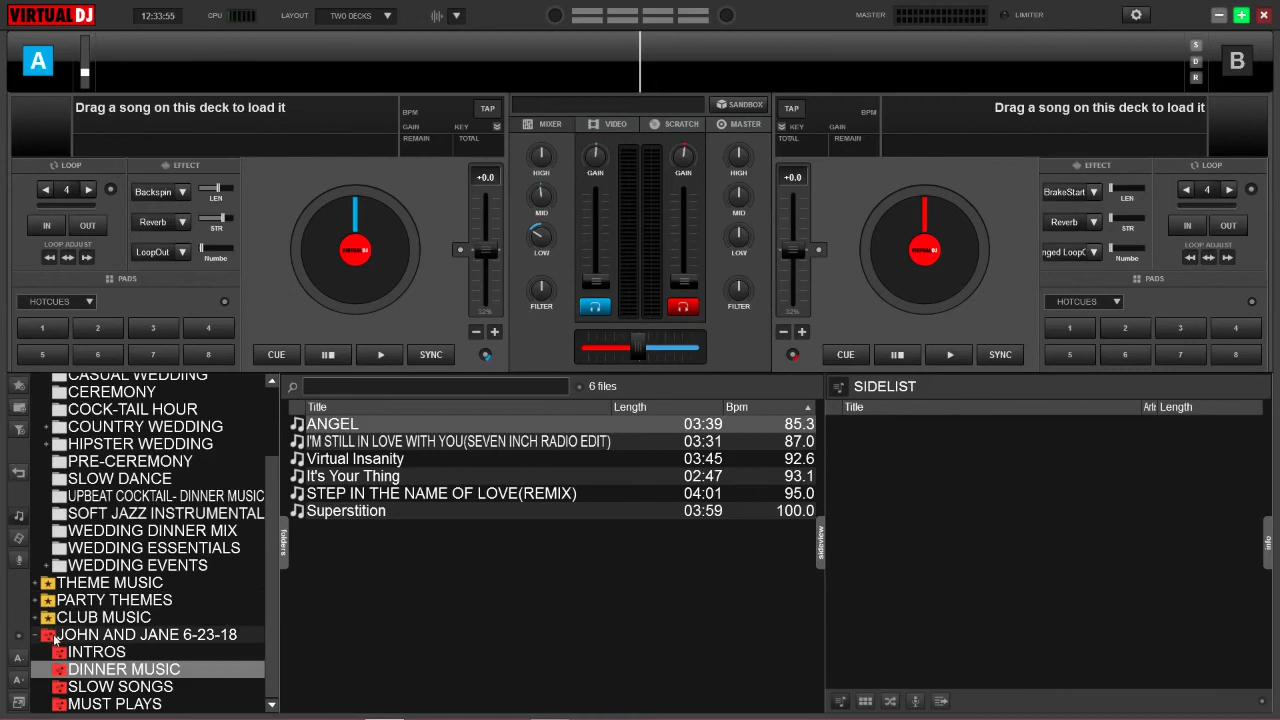 VIRTUALDJ
12:33:55
CPU
LAYOUT
TWO DECKS
MASTER
LIMITER
A
S
D
R
B
Drag a song on this deck to load it
BPM
TAP
GAIN
KEY
REMAIN
TOTAL
SANDBOX
MIXER
VIDEO
SCRATCH
MASTER
TAP
BPM
KEY
GAIN
TOTAL
REMAIN
Drag a song on this deck to load it
LOOP
4
IN
OUT
LOOP ADJUST
EFFECT
Backspin
LEN
Reverb
STR
LoopOut
Numbe
PADS
HOTCUES
1
2
3
4
5
6
7
8
VIRTUALDJ
+0.0
32%
CUE
SYNC
HIGH
MID
LOW
FILTER
GAIN
GAIN
HIGH
MID
LOW
FILTER
+0.0
32%
VIRTUALDJ
CUE
SYNC
EFFECT
BrakeStart
LEN
Reverb
STR
nged LoopO
Numbe
LOOP
4
IN
OUT
LOOP ADJUST
PADS
HOTCUES
1
2
3
4
5
6
7
8
CASUAL WEDDING
CEREMONY
COCK-TAIL HOUR
COUNTRY WEDDING
HIPSTER WEDDING
PRE-CEREMONY
SLOW DANCE
UPBEAT COCKTAIL- DINNER MUSIC
SOFT JAZZ INSTRUMENTAL
WEDDING DINNER MIX
WEDDING ESSENTIALS
WEDDING EVENTS
THEME MUSIC
PARTY THEMES
CLUB MUSIC
JOHN AND JANE 6-23-18
INTROS
DINNER MUSIC
SLOW SONGS
MUST PLAYS
A-
A+
folders
6 files
Title Length Bpm
ANGEL 03:39 85.3
I'M STILL IN LOVE WITH YOU(SEVEN INCH RADIO EDIT) 03:31 87.0
Virtual Insanity 03:45 92.6
It's Your Thing 02:47 93.1
STEP IN THE NAME OF LOVE(REMIX) 04:01 95.0
Superstition 03:59 100.0
sideview
SIDELIST
Title Arti Length
info